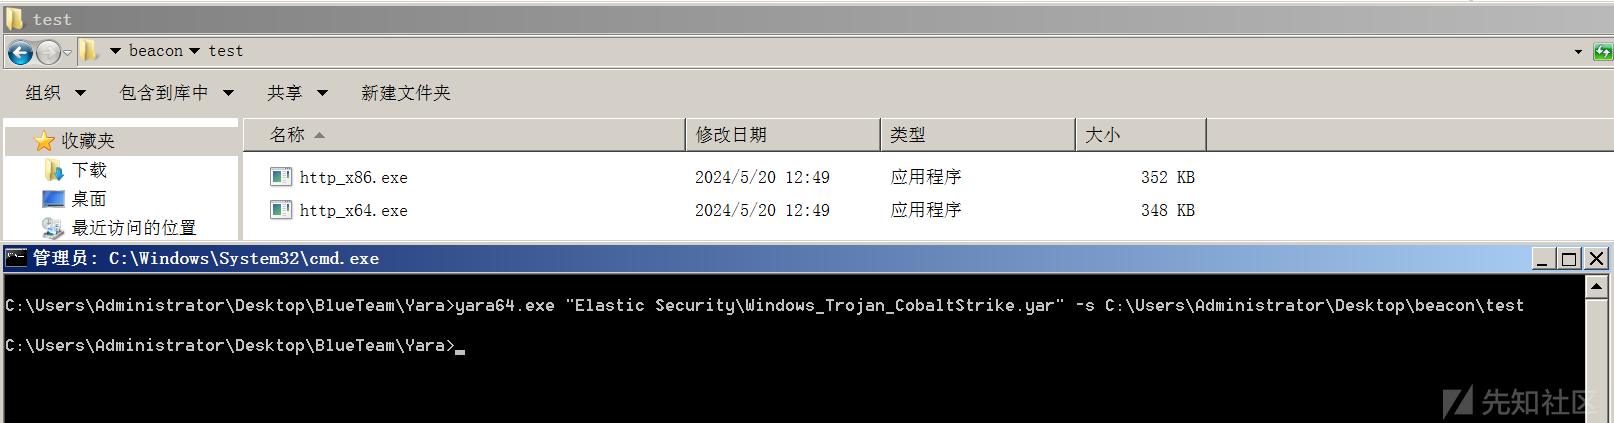 test
beacon test
组织 包含到库中 共享 新建文件夹
收藏夹 名称 修改日期 类型 大小
下载 http_x86.exe 2024/5/20 12:49 应用程序 352 KB
桌面 http_x64.exe 2024/5/20 12:49 应用程序 348 KB
最近访问的位置
管理员: C:\Windows\System32\cmd.exe
C:\Users\Administrator\Desktop\BlueTeam\Yara>yara64.exe "Elastic Security\Windows_Trojan_CobaltStrike.yar" -s C:\Users\Administrator\Desktop\beacon\test
C:\Users\Administrator\Desktop\BlueTeam\Yara>_
先知社区